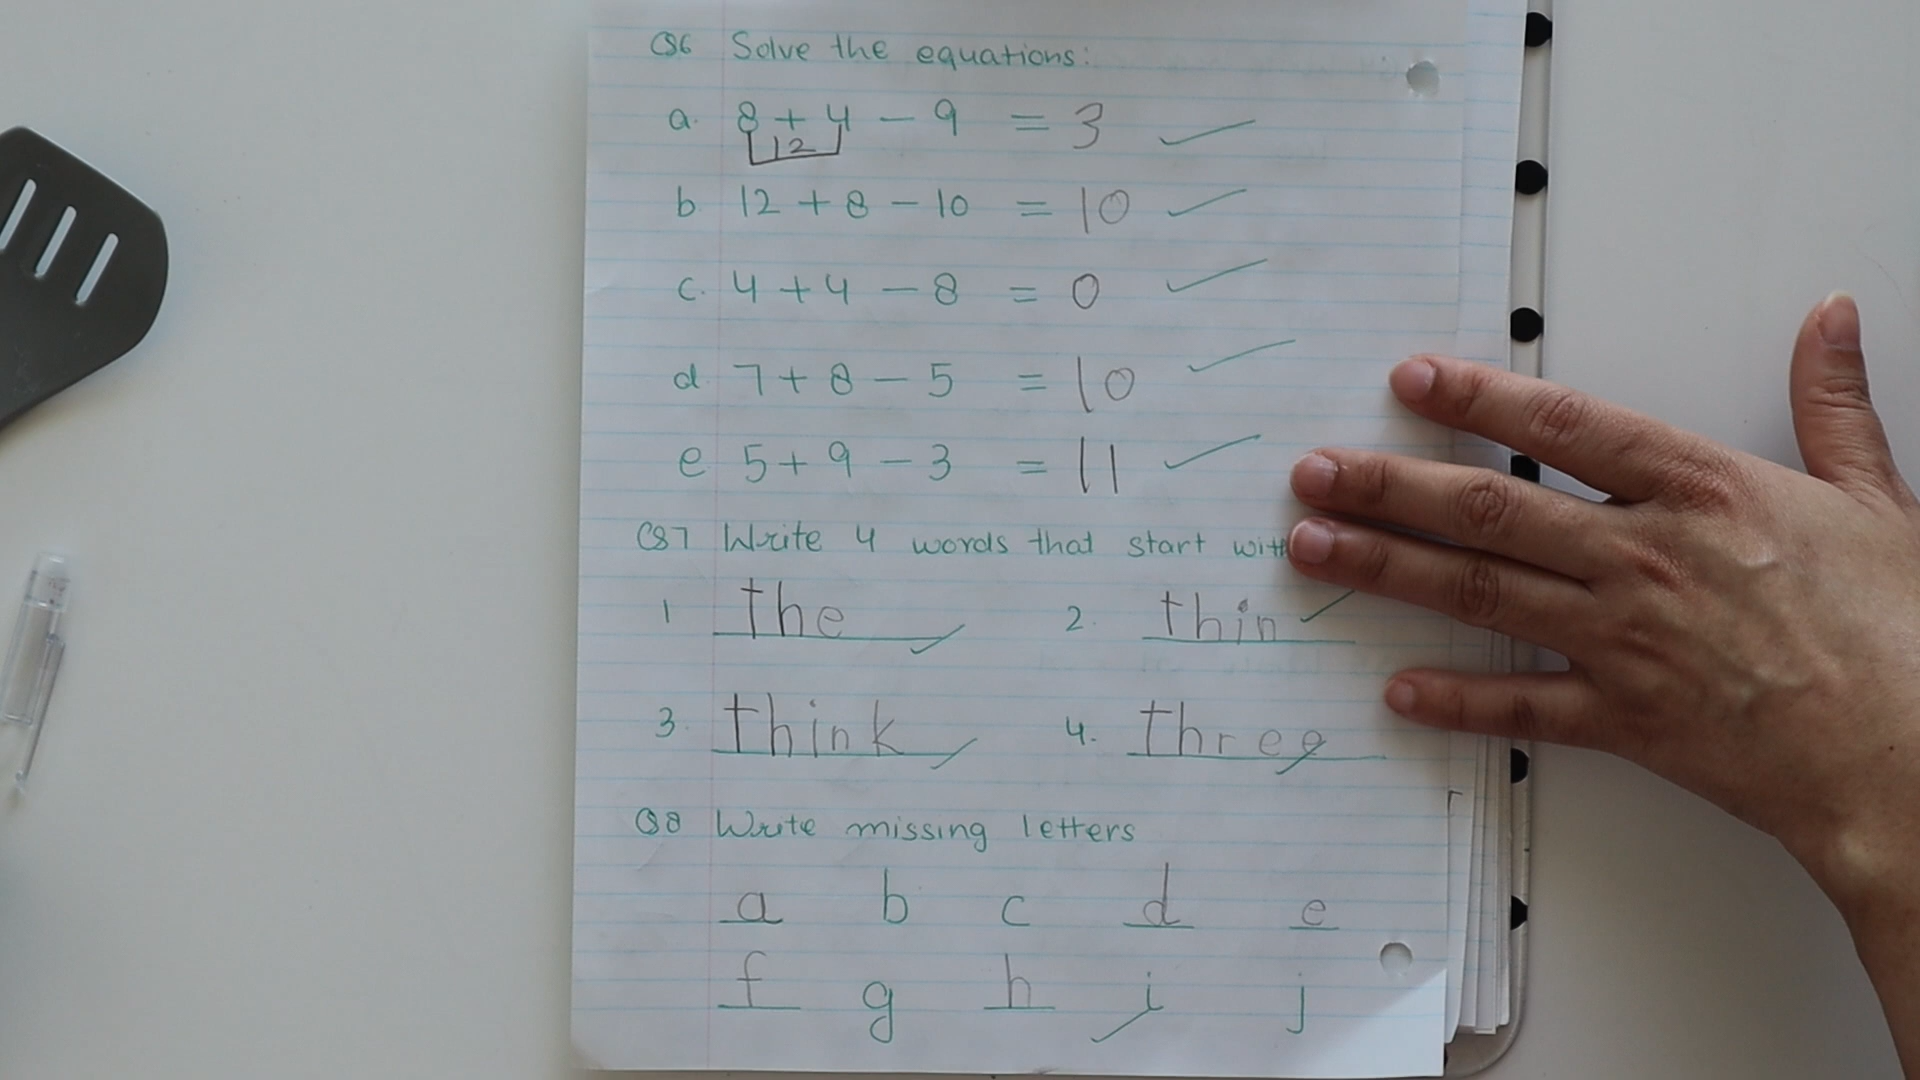 Q6 Solve the equations:
a. 8 + 4 - 9 = 3
12
b 12 + 8 - 10 = 10
c. 4 + 4 - 8 = 0
d. 7 + 8 - 5 = 10
e 5 + 9 - 3 = 11
Q7 Write 4 words that start with
1 the 2. thin
3. think 4. three
Q8 Write missing letters
a b c d e
f g h i j